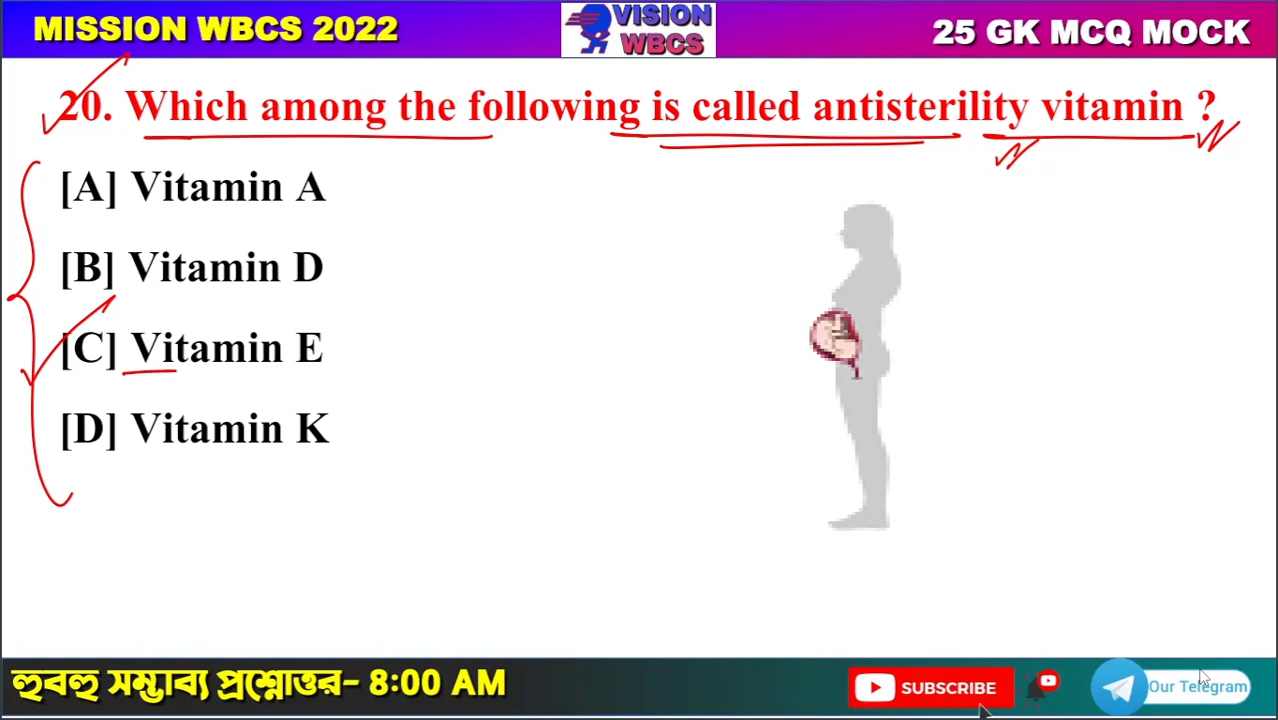 MISSION WBCS 2022
VISION
WBCS
25 GK MCQ MOCK
20. Which among the following is called antisterility vitamin ?
[A] Vitamin A
[B] Vitamin D
[C] Vitamin E
[D] Vitamin K
হুবহু সম্ভাব্য প্রশ্নোত্তর- 8:00 AM
SUBSCRIBE
Our Telegram